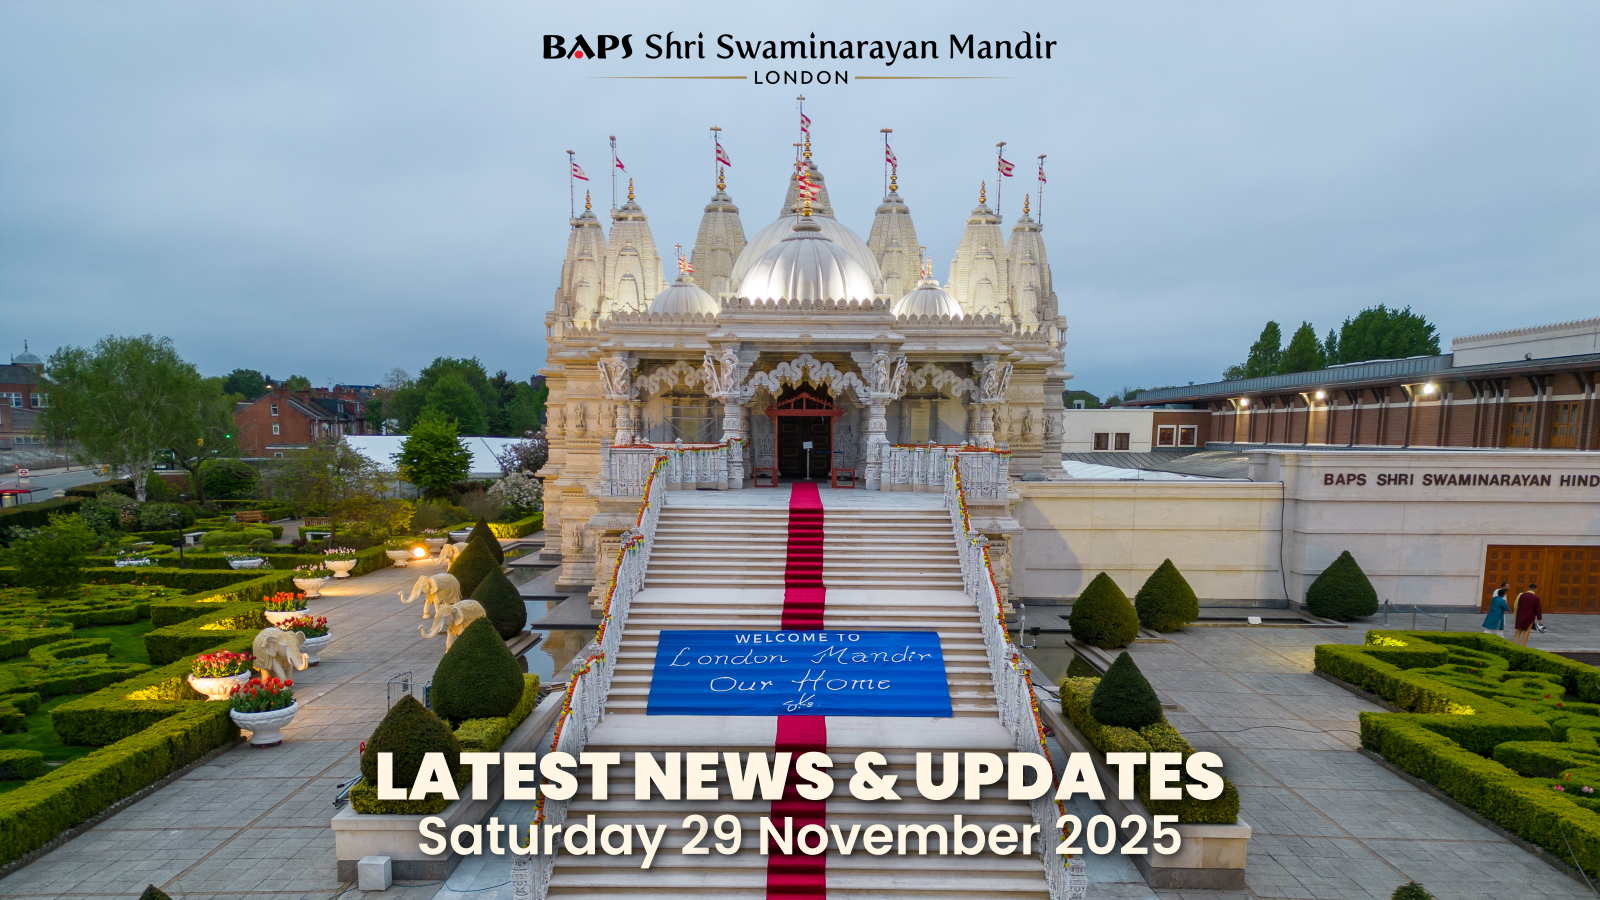 BAPS Shri Swaminarayan Mandir
LONDON
BAPS SHRI SWAMINARAYAN HIND
WELCOME TO
London Mandir
Our Home
LATEST NEWS & UPDATES
Saturday 29 November 2025